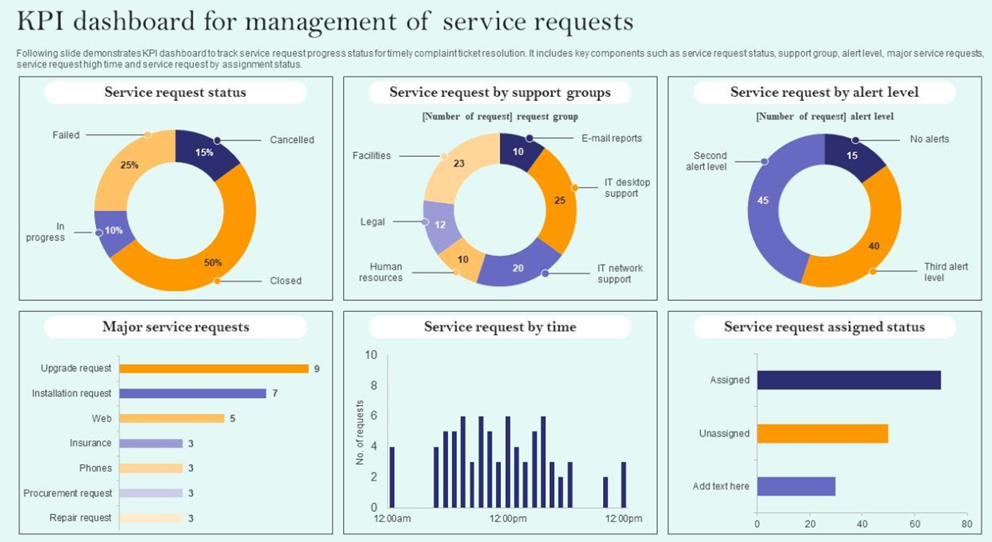 KPI dashboard for management of service requests
Following slide demonstrates KPI dashboard to track service request progress status for timely complaint ticket resolution. It includes key components such as service request status, support group, alert level, major service requests,
service request high time and service request by assignment status.
Service request status
Failed
Cancelled
15%
25%
In
progress
10%
50%
Closed
Service request by support groups
[Number of request] request group
E-mail reports
10
Facilities
23
IT desktop
support
25
Legal
12
Human
resources
10
20
IT network
support
Service request by alert level
[Number of request] alert level
No alerts
15
Second
alert level
45
40
Third alert
level
Major service requests
Upgrade request 9
Installation request 7
Web 5
Insurance 3
Phones 3
Procurement request 3
Repair request 3
Service request by time
No. of requests
10
8
6
4
2
0
12:00am 12:00pm 12:00pm
Service request assigned status
Assigned
Unassigned
Add text here
0 20 40 60 80